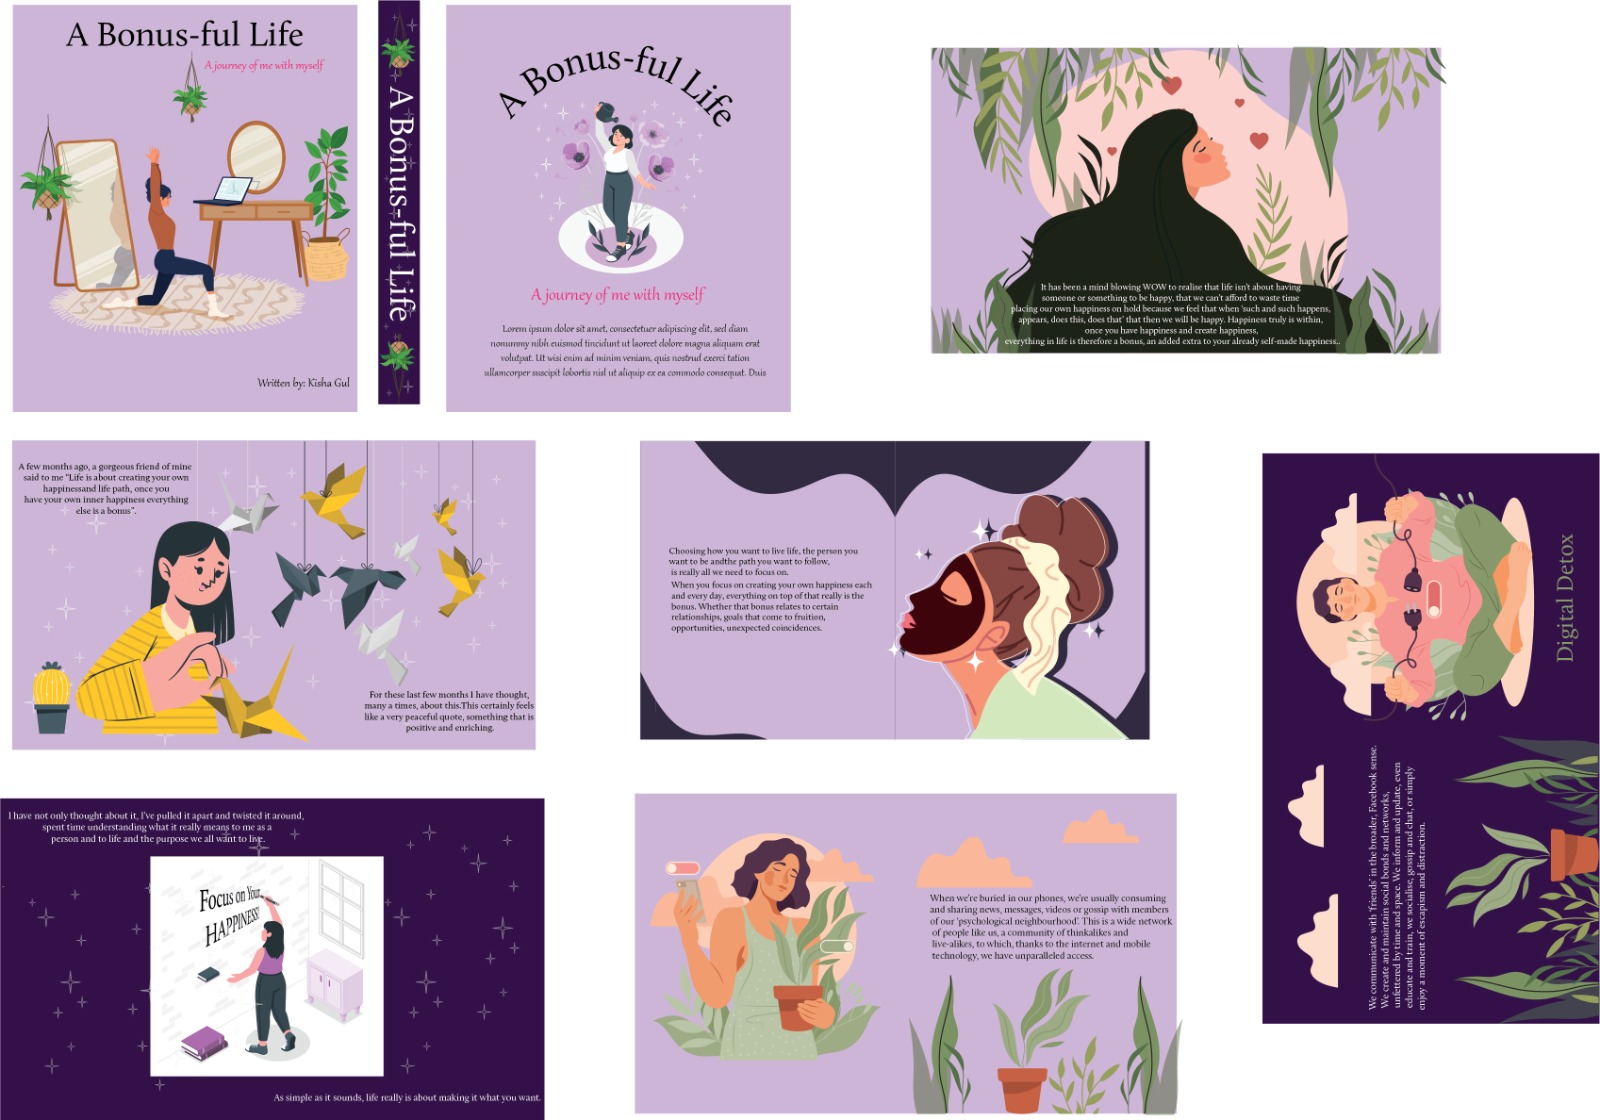 A Bonus-ful Life
A journey of me with myself
Written by: Kisha Gul
A Bonus-ful Life
A Bonus-ful Life
A journey of me with myself
Lorem ipsum dolor sit amet, consectetuer adipiscing elit, sed diam
nonummy nibh euismod tincidunt ut laoreet dolore magna aliquam erat
volutpat. Ut wisi enim ad minim veniam, quis nostrud exerci tation
ullamcorper suscipit lobortis nisl ut aliquip ex ea commodo consequat. Duis
It has been a mind blowing WOW to realise that life isn't about having
someone or something to be happy, that we can't afford to waste time
placing our own happiness on hold because we feel that when 'such and such happens,
appears, does this, does that' that then we will be happy. Happiness truly is within,
once you have happiness and create happiness,
everything in life is therefore a bonus, an added extra to your already self-made happiness..
A few months ago, a gorgeous friend of mine
said to me "Life is about creating your own
happinessand life path, once you
have your own inner happiness everything
else is a bonus".
For these last few months I have thought,
many a times, about this.This certainly feels
like a very peaceful quote, something that is
positive and enriching.
Choosing how you want to live life, the person you
want to be andthe path you want to follow,
is really all we need to focus on.
When you focus on creating your own happiness each
and every day, everything on top of that really is the
bonus. Whether that bonus relates to certain
relationships, goals that come to fruition,
opportunities, unexpected coincidences.
Digital Detox
We communicate with 'friends' in the broader, Facebook sense.
We create and maintain social bonds and networks,
unfettered by time and space. We inform and update, even
educate and train, we socialise, gossip and chat, or simply
enjoy a moment of escapism and distraction.
I have not only thought about it, I've pulled it apart and twisted it around,
spent time understanding what it really means to me as a
person and to life and the purpose we all want to live.
Focus on Your
HAPPINESS!
As simple as it sounds, life really is about making it what you want.
When we're buried in our phones, we're usually consuming
and sharing news, messages, videos or gossip with members
of our 'psychological neighbourhood'. This is a wide network
of people like us, a community of thinkalikes and
live-alikes, to which, thanks to the internet and mobile
technology, we have unparalleled access.